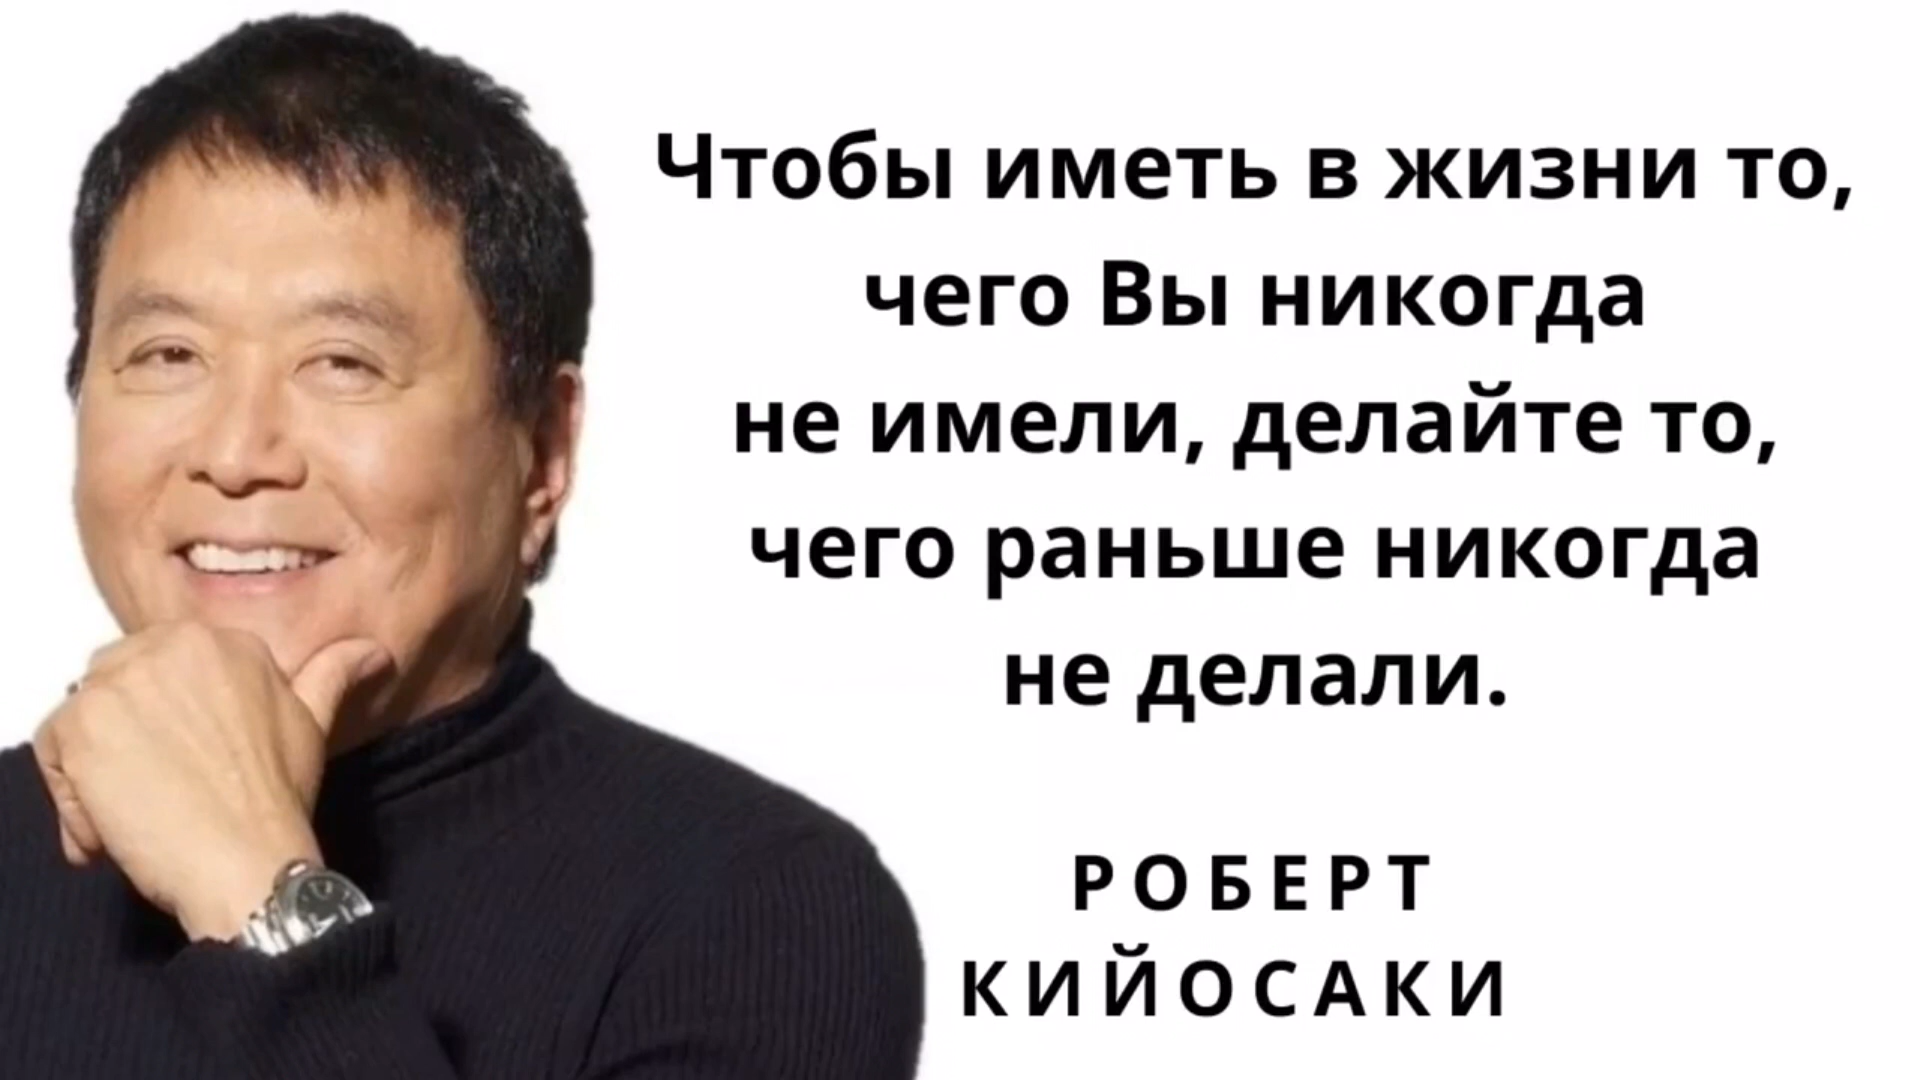 Чтобы иметь в жизни то,
чего Вы никогда
не имели, делайте то,
чего раньше никогда
не делали.
РОБЕРТ
КИЙОСАКИ